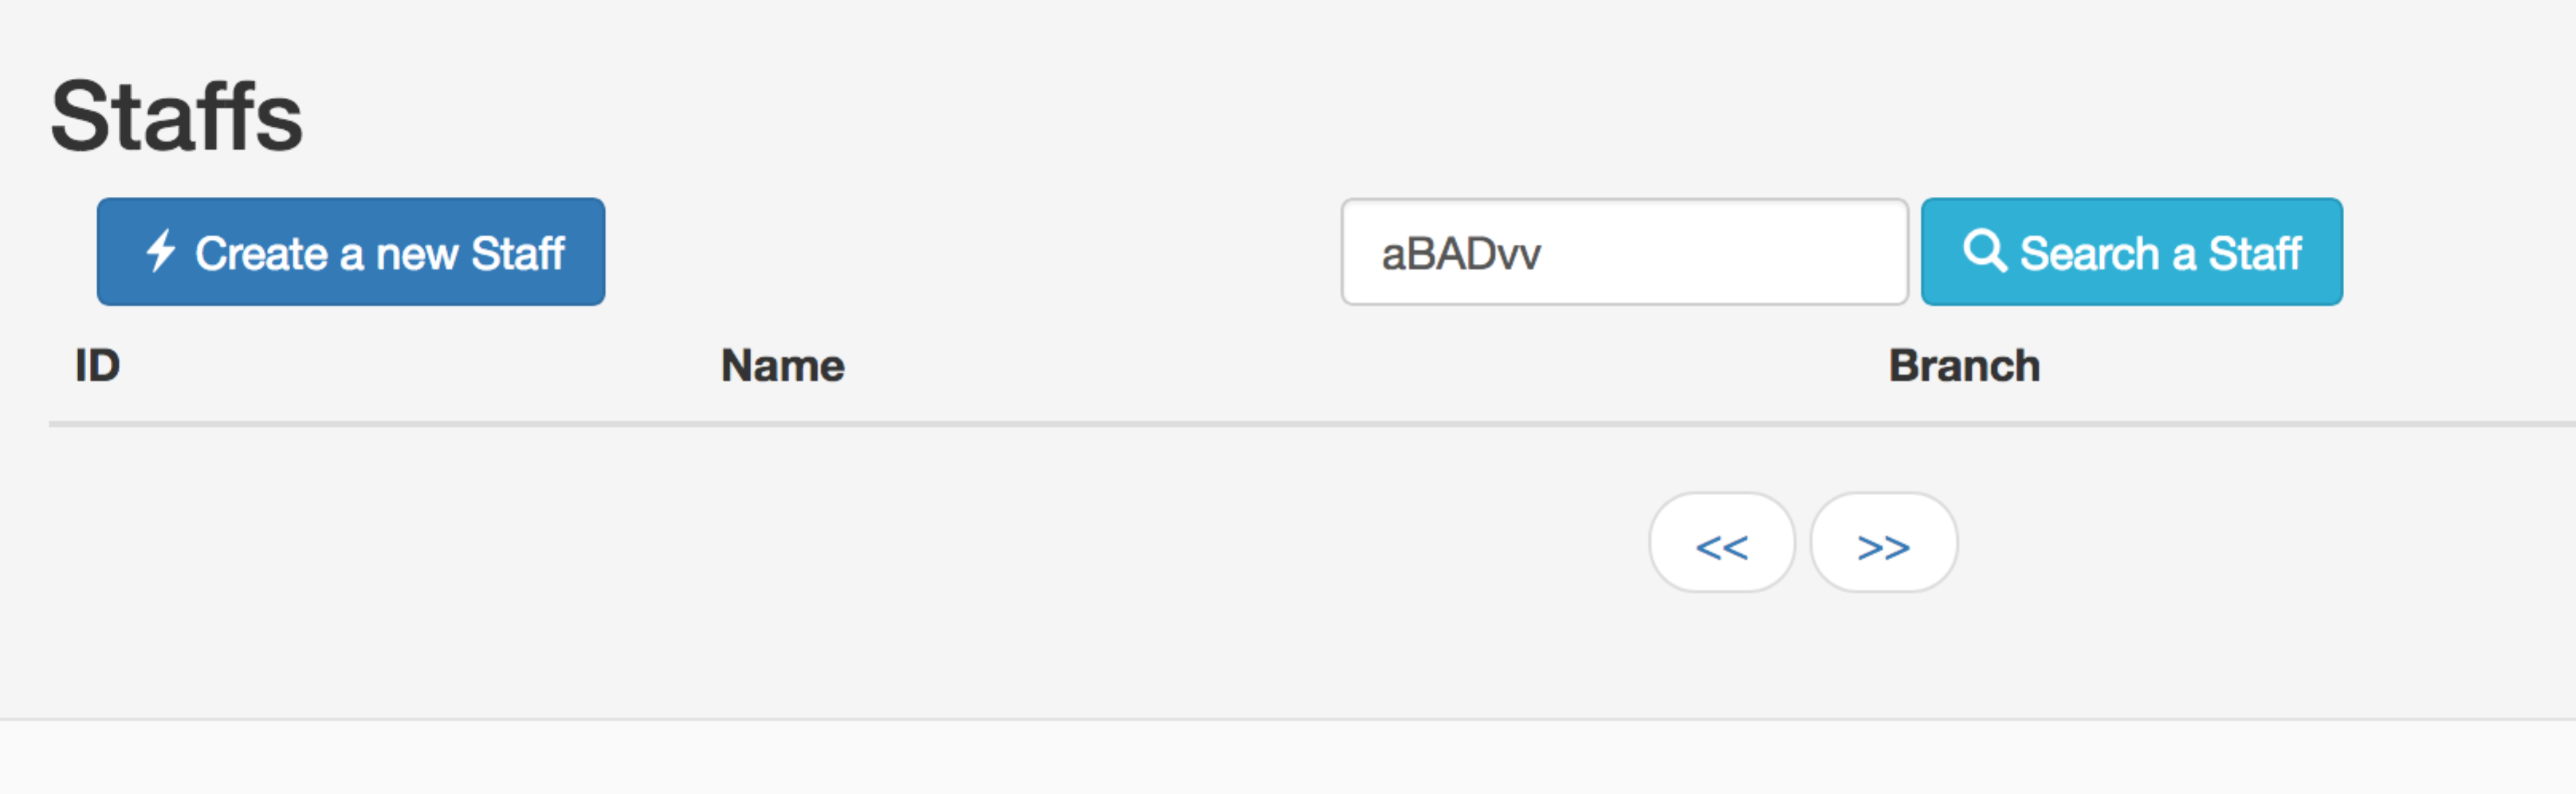 Staffs
Create a new Staff
aBADvv
Search a Staff
ID Name Branch
<< >>